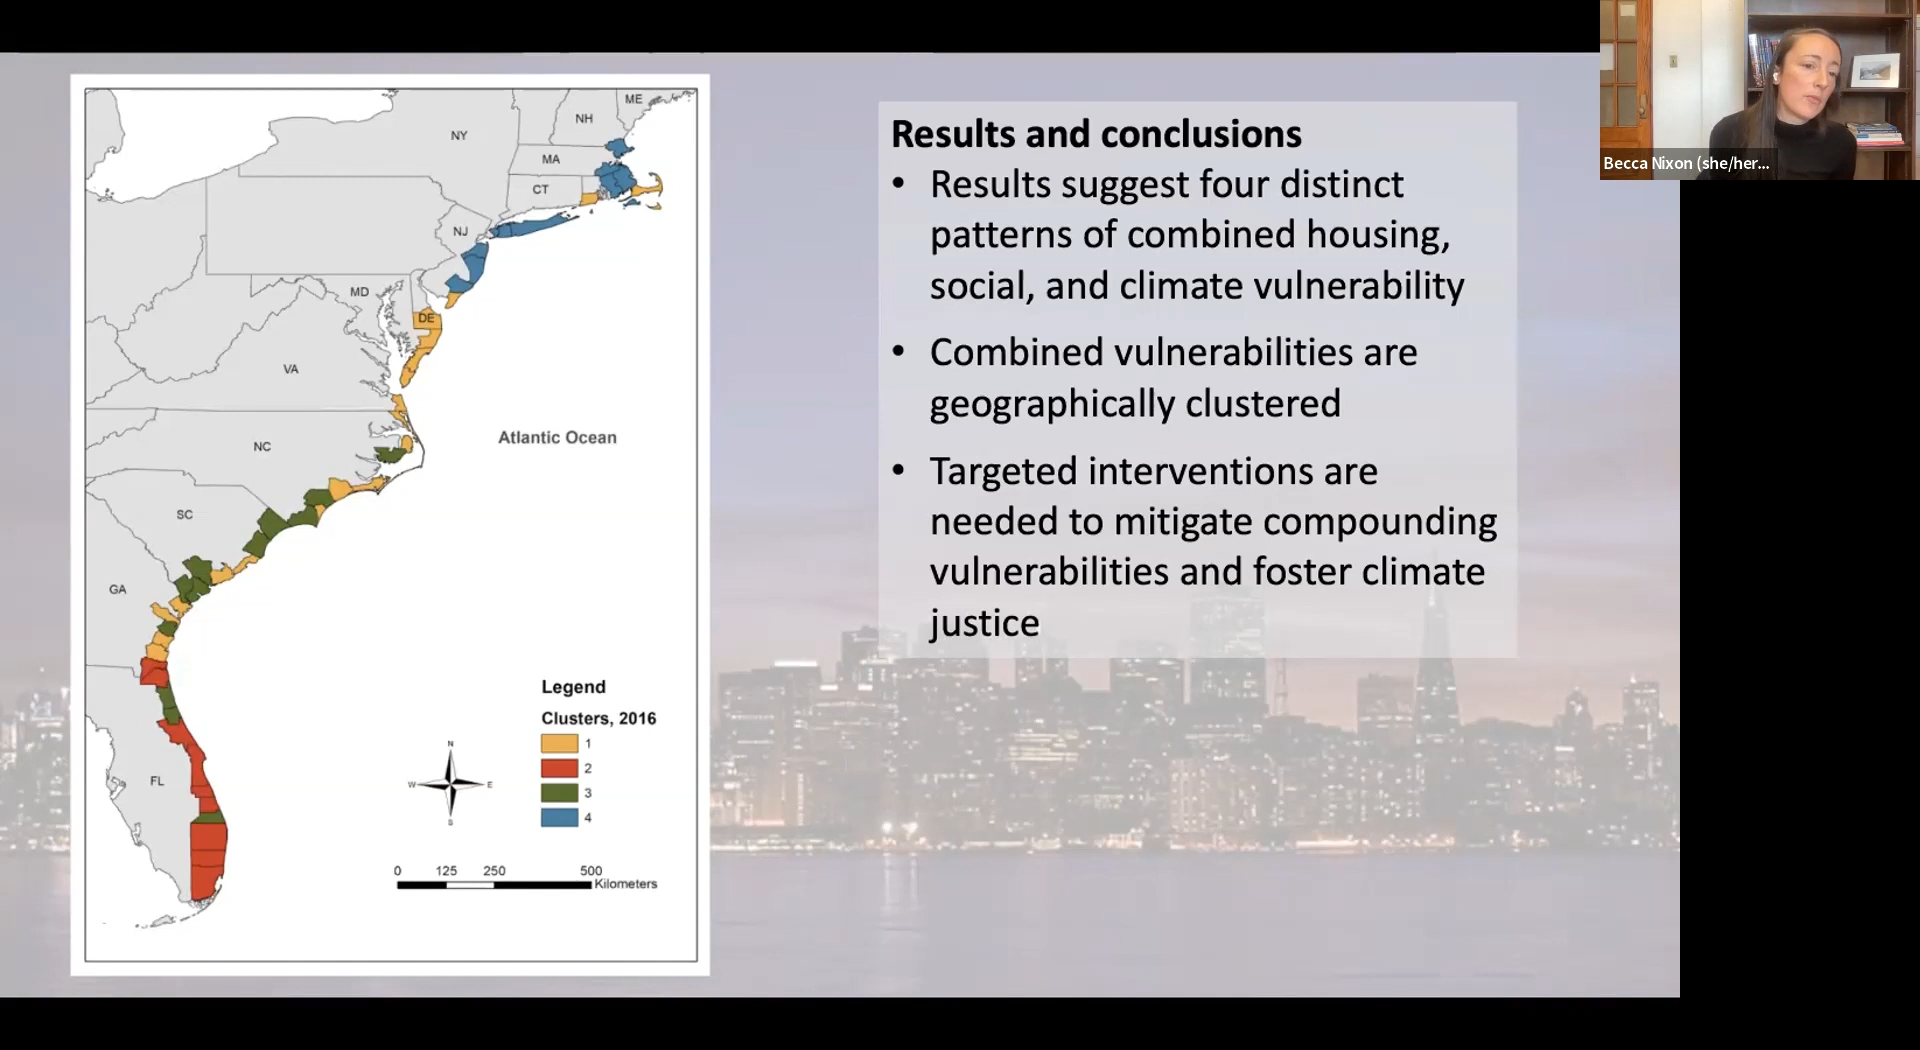 ME
NH
NY
MA
CT
NJ
MD
DE
VA
Atlantic Ocean
NC
SC
GA
FL
Legend
Clusters, 2016
1
2
3
4
N
W
E
S
0 125 250 500
Kilometers
Results and conclusions
• Results suggest four distinct
patterns of combined housing,
social, and climate vulnerability
• Combined vulnerabilities are
geographically clustered
• Targeted interventions are
needed to mitigate compounding
vulnerabilities and foster climate
justice
Becca Nixon (she/her...